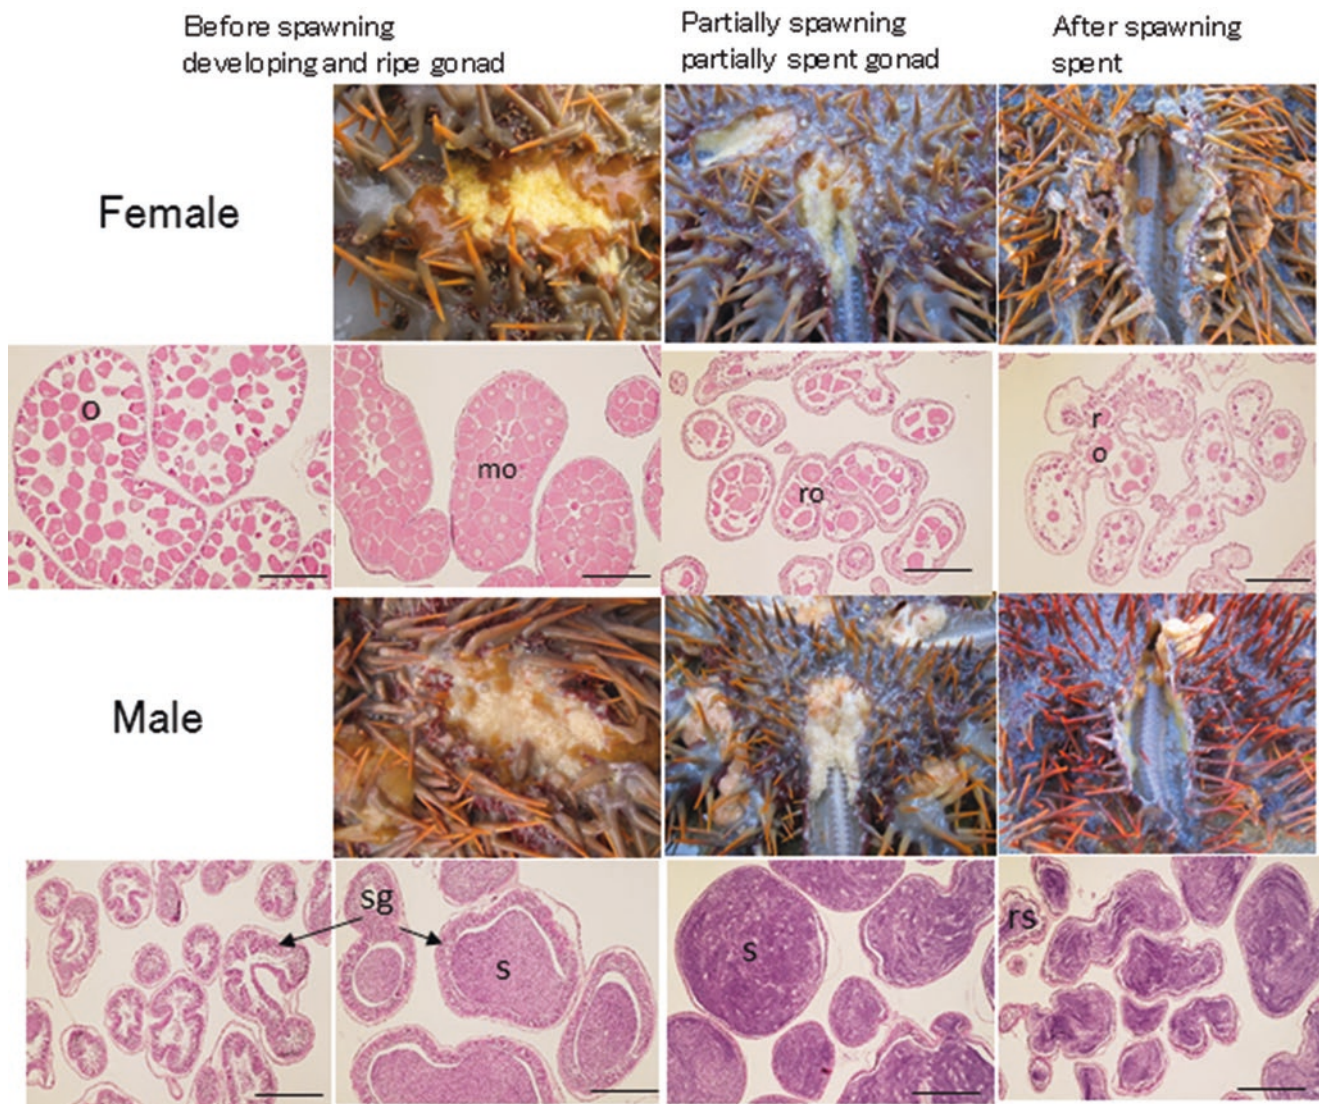 Before spawning
developing and ripe gonad
Partially spawning
partially spent gonad
After spawning
spent
Female
o
mo
ro
r
o
Male
sg
s
s
rs